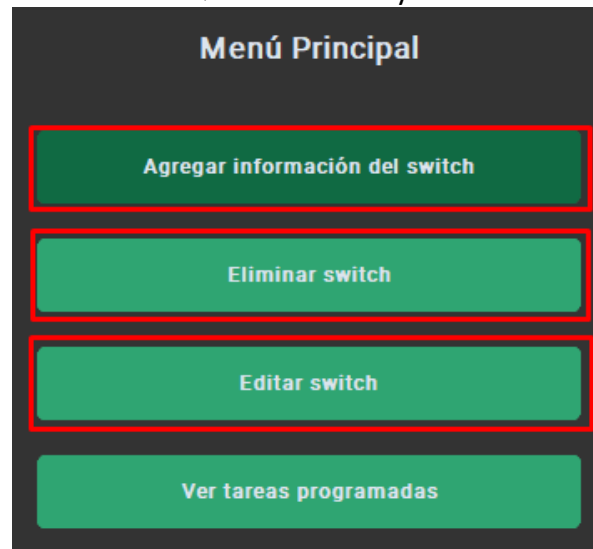 Menú Principal
Agregar información del switch
Eliminar switch
Editar switch
Ver tareas programadas